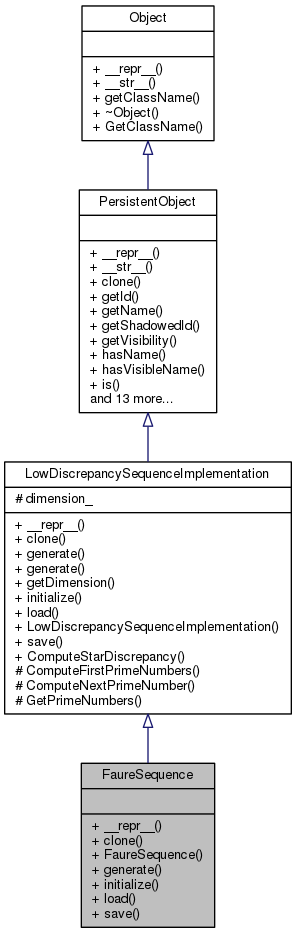 Object
+ __repr__()
+ __str__()
+ getClassName()
+ ~Object()
+ GetClassName()
PersistentObject
+ __repr__()
+ __str__()
+ clone()
+ getId()
+ getName()
+ getShadowedId()
+ getVisibility()
+ hasName()
+ hasVisibleName()
+ is()
and 13 more...
LowDiscrepancySequenceImplementation
# dimension_
+ __repr__()
+ clone()
+ generate()
+ generate()
+ getDimension()
+ initialize()
+ load()
+ LowDiscrepancySequenceImplementation()
+ save()
+ ComputeStarDiscrepancy()
# ComputeFirstPrimeNumbers()
# ComputeNextPrimeNumber()
# GetPrimeNumbers()
FaureSequence
+ __repr__()
+ clone()
+ FaureSequence()
+ generate()
+ initialize()
+ load()
+ save()